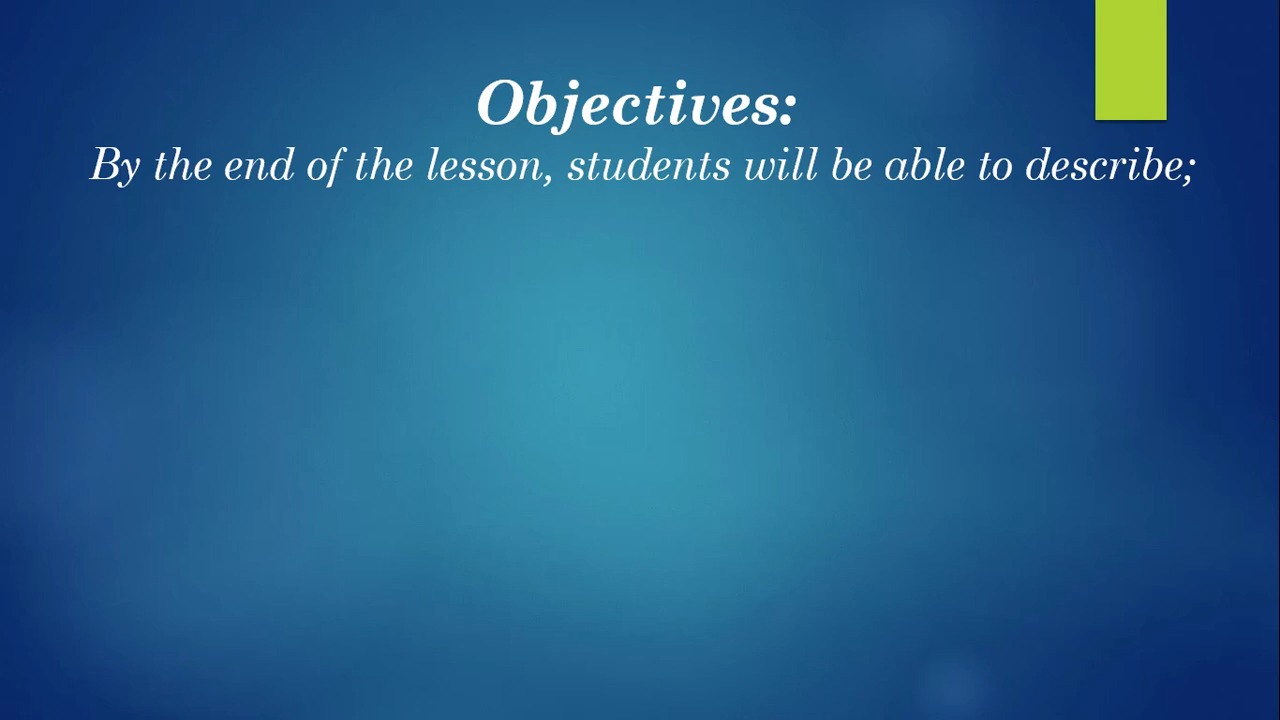 Objectives:
By the end of the lesson, students will be able to describe;